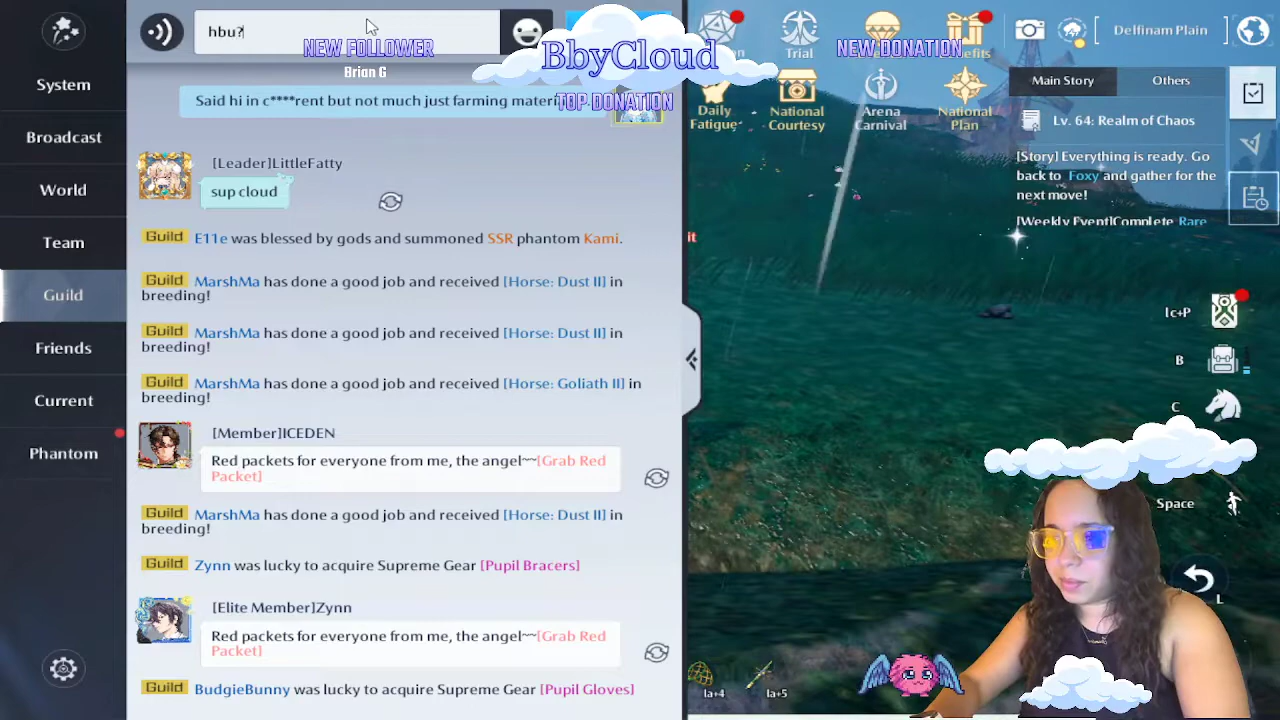 System
Broadcast
World
Team
Guild
Friends
Current
Phantom
hbu?
NEW FOLLOWER
Brian G
BbyCloud
TOP DONATION
NEW DONATION
Said hi in c****rent but not much just farming
[Leader]LittleFatty
sup cloud
Guild E11e was blessed by gods and summoned SSR phantom Kami.
Guild MarshMa has done a good job and received [Horse: Dust II] in
breeding!
Guild MarshMa has done a good job and received [Horse: Dust II] in
breeding!
Guild MarshMa has done a good job and received [Horse: Goliath II] in
breeding!
[Member]ICEDEN
Red packets for everyone from me, the angel~~[Grab Red
Packet]
Guild MarshMa has done a good job and received [Horse: Dust II] in
breeding!
Guild Zynn was lucky to acquire Supreme Gear [Pupil Bracers]
[Elite Member]Zynn
Red packets for everyone from me, the angel~~[Grab Red
Packet]
Guild BudgieBunny was lucky to acquire Supreme Gear [Pupil Gloves]
Trial
Daily
Fatigue
National
Courtesy
Aerena
Carnival
National
Plan
[ Delfinam Plain ]
Main Story
Others
Lv. 64: Realm of Chaos
[Story] Everything is ready. Go
back to Foxy and gather for the
next move!
[Weekly Event]Complete Rare
it
Ic+P
B
C
Space
L
la+4
la+5